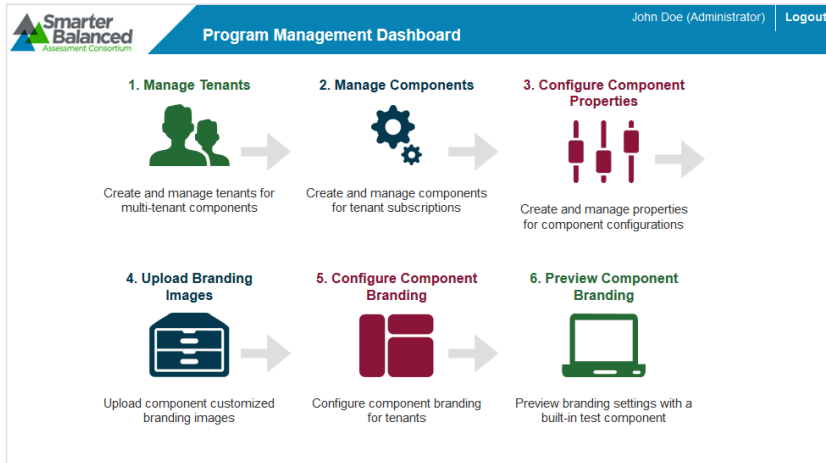 Smarter
Balanced
Assessment Consortium
Program Management Dashboard
John Doe (Administrator)
Logout
1. Manage Tenants
Create and manage tenants for
multi-tenant components
2. Manage Components
Create and manage components
for tenant subscriptions
3. Configure Component
Properties
Create and manage properties
for component configurations
4. Upload Branding
Images
Upload component customized
branding images
5. Configure Component
Branding
Configure component branding
for tenants
6. Preview Component
Branding
Preview branding settings with a
built-in test component